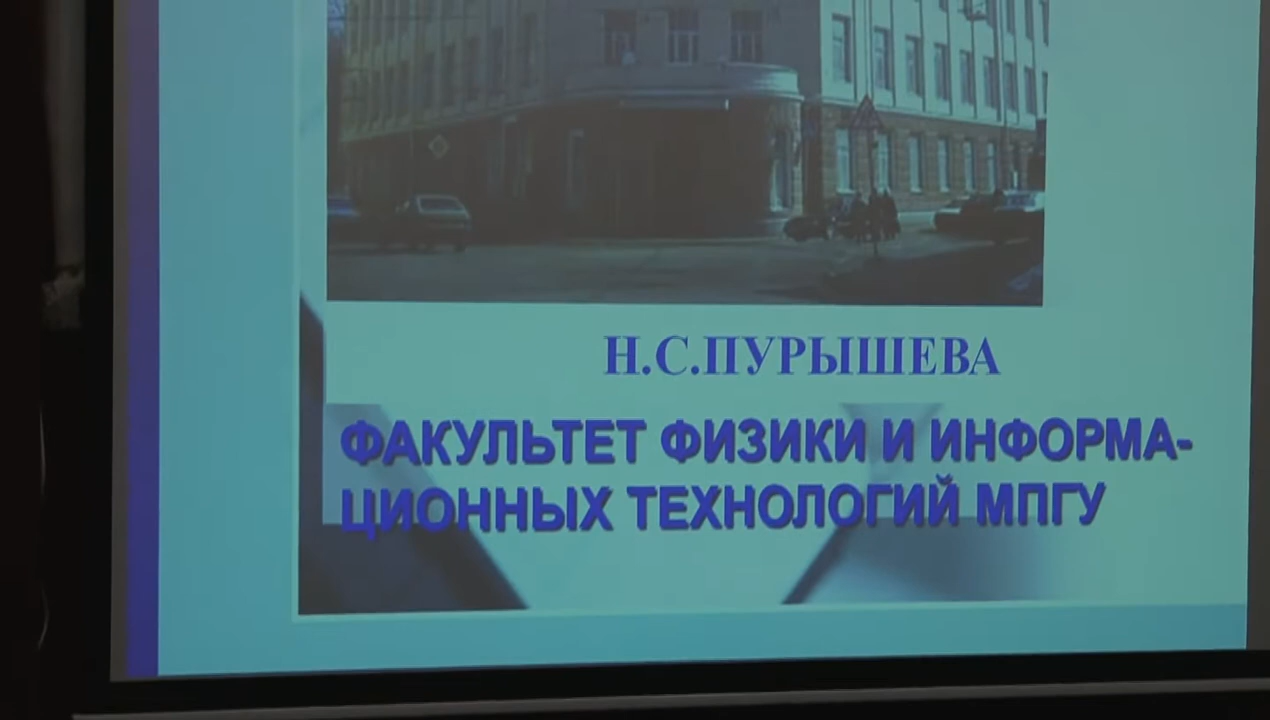 Н.С.ПУРЫШЕВА
ФАКУЛЬТЕТ ФИЗИКИ И ИНФОРМА-
ЦИОННЫХ ТЕХНОЛОГИЙ МПГУ